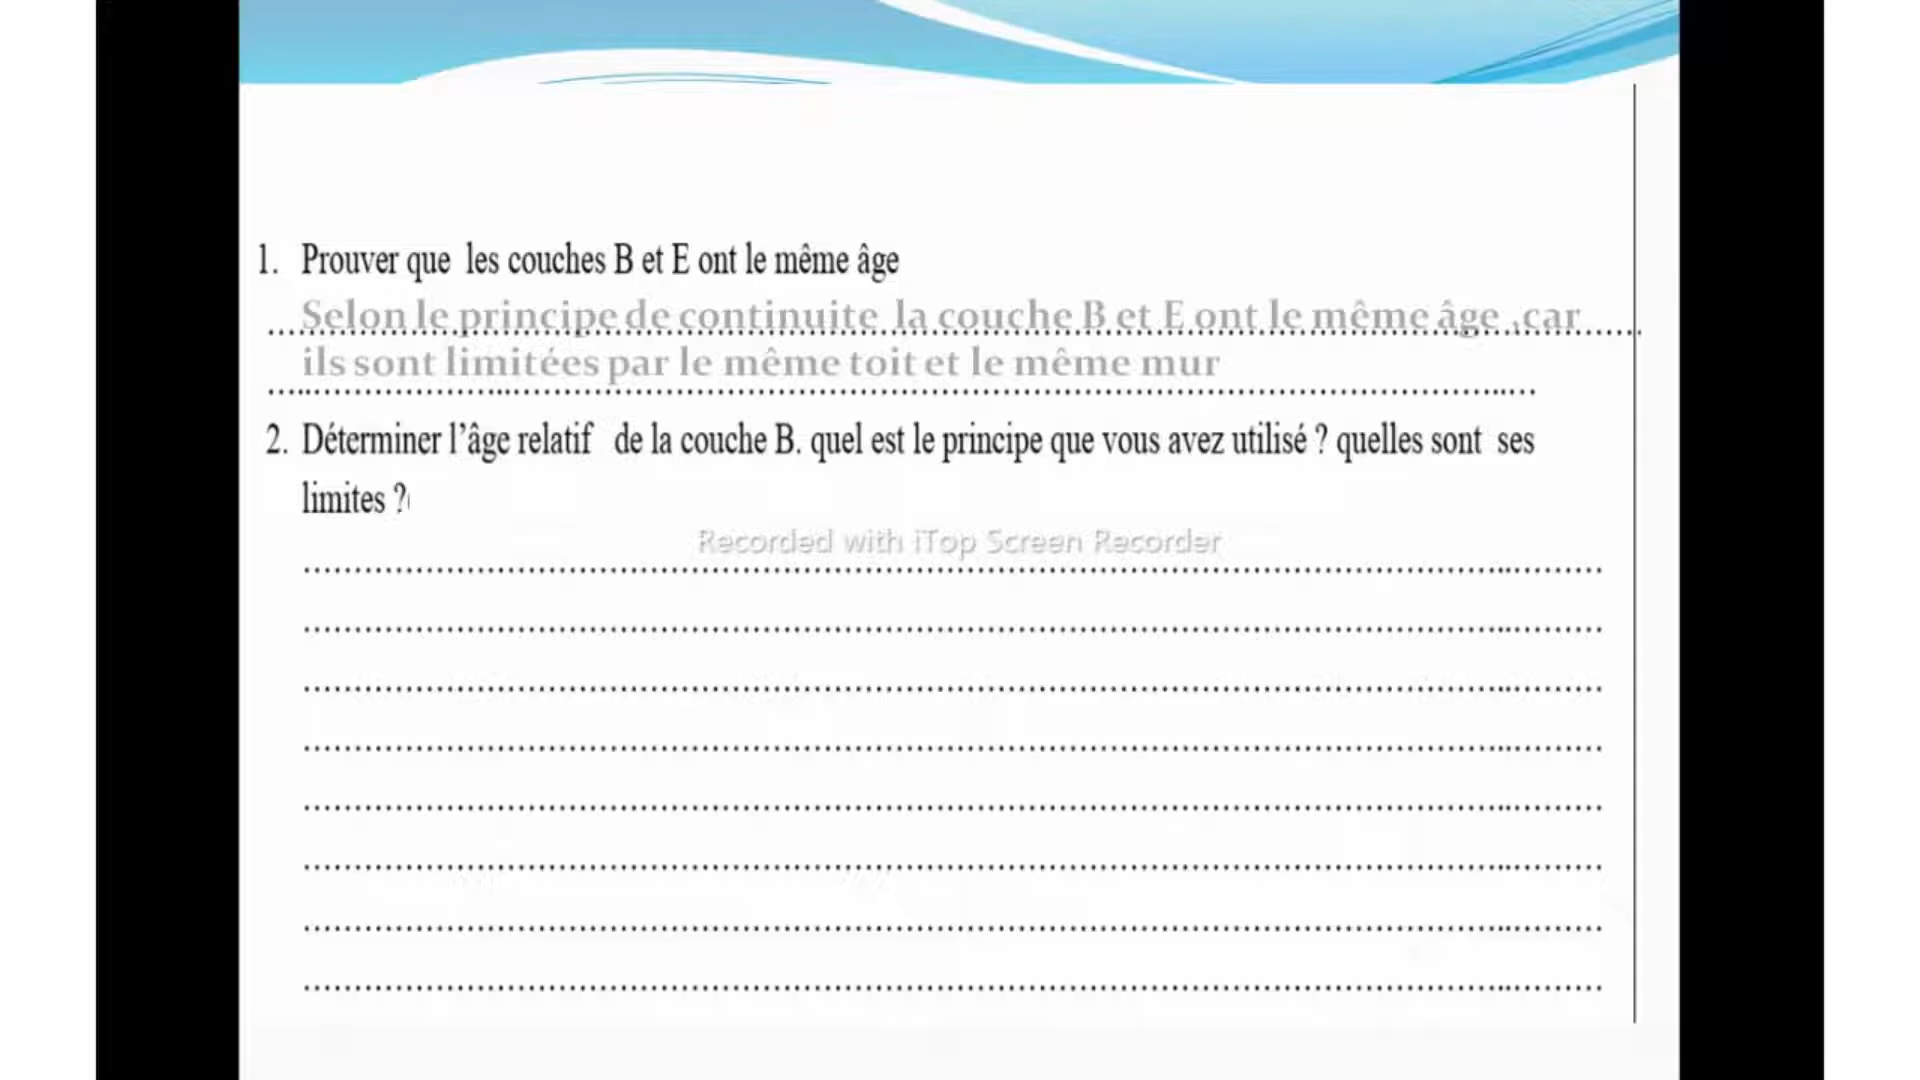 1. Prouver que les couches B et E ont le même âge
Selon le principe de continuite la couche B et E ont le même âge ,car
ils sont limitées par le même toit et le même mur
2. Déterminer l’âge relatif de la couche B. quel est le principe que vous avez utilisé ? quelles sont ses
limites ?
Recorded with iTop Screen Recorder